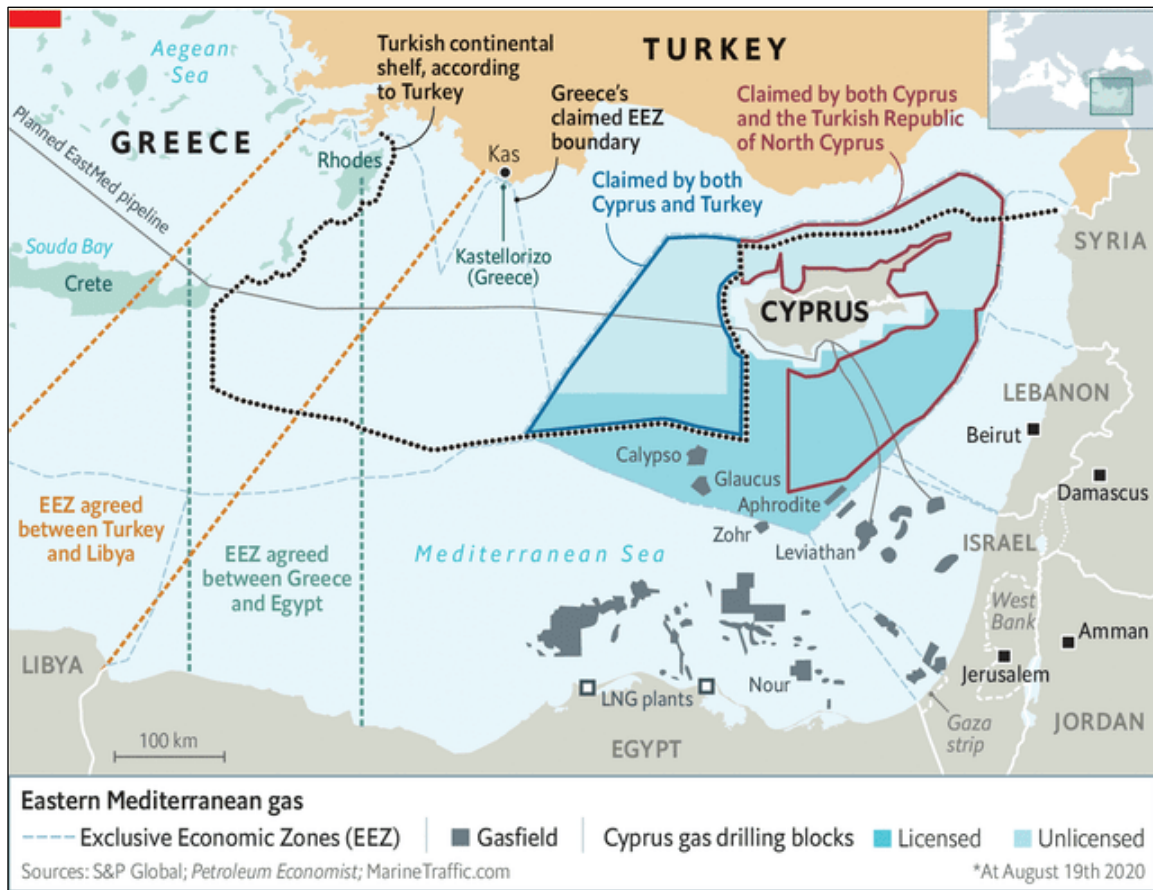 Aegean
Sea
Turkish continental
shelf, according
to Turkey
TURKEY
Greece's
claimed EEZ
boundary
Claimed by both Cyprus
and the Turkish Republic
of North Cyprus
Planned EastMed pipeline
GREECE
Rhodes
Kas
Claimed by both
Cyprus and Turkey
Souda Bay
Crete
Kastellorizo
(Greece)
SYRIA
CYPRUS
LEBANON
Beirut
Damascus
Calypso
Glaucus
Aphrodite
Zohr
Leviathan
ISRAEL
EEZ agreed
between Turkey
and Libya
EEZ agreed
between Greece
and Egypt
Mediterranean Sea
West
Bank
Amman
Jerusalem
LIBYA
LNG plants
Nour
Gaza
strip
JORDAN
EGYPT
100 km
Eastern Mediterranean gas
Exclusive Economic Zones (EEZ)
Gasfield
Cyprus gas drilling blocks
Licensed
Unlicensed
Sources: S&P Global; Petroleum Economist; MarineTraffic.com
*At August 19th 2020